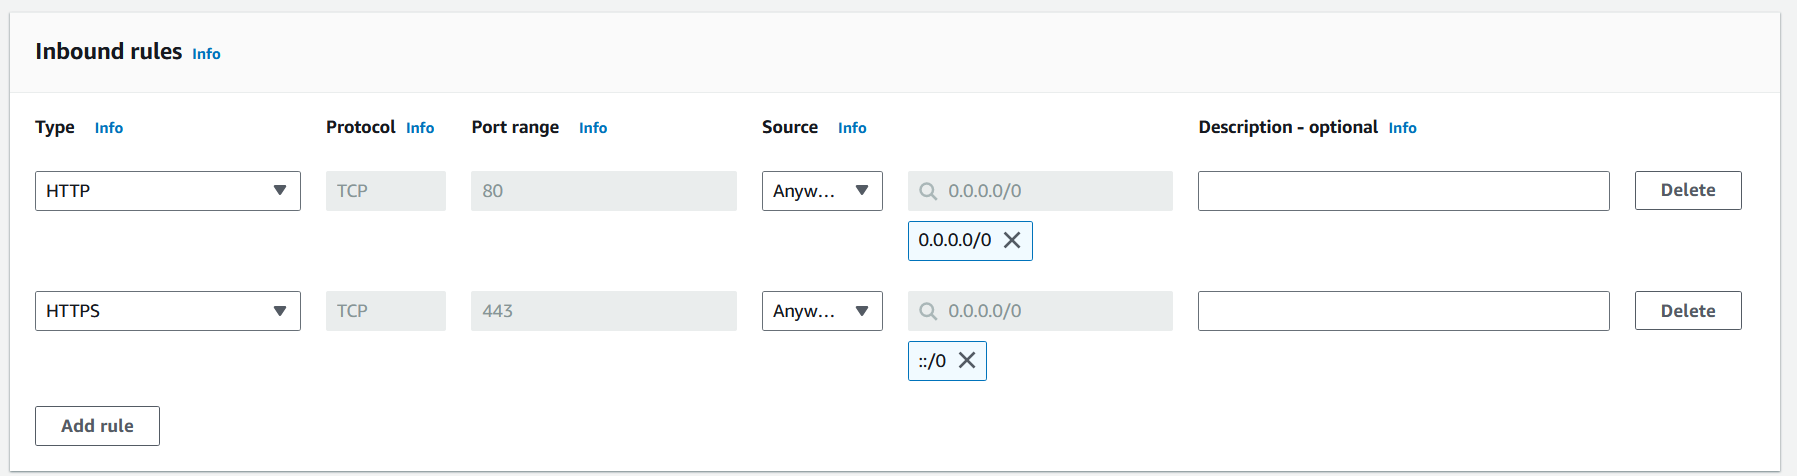 Inbound rules Info
Type Info Protocol Info Port range Info Source Info Description - optional Info
HTTP TCP 80 Anyw... 0.0.0.0/0 Delete
0.0.0.0/0
HTTPS TCP 443 Anyw... 0.0.0.0/0 Delete
::/0
Add rule